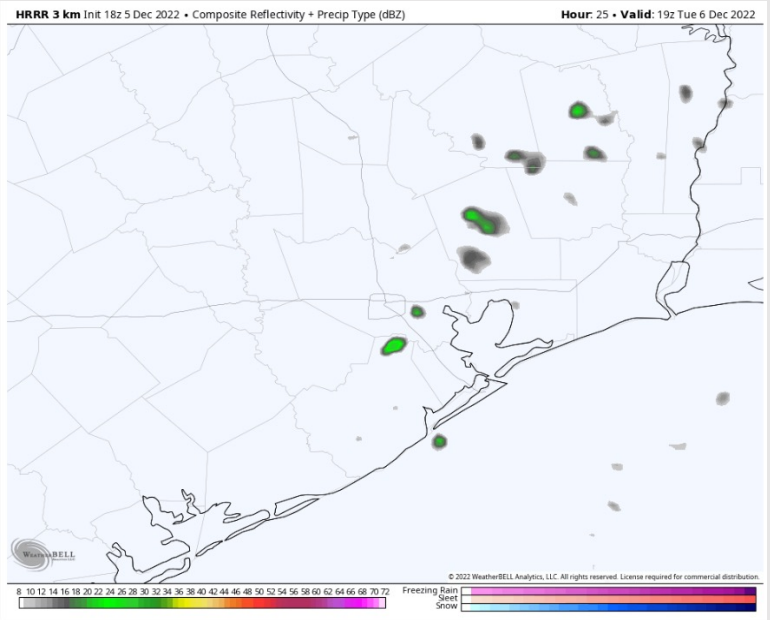 HRRR 3 km Init 18z 5 Dec 2022 • Composite Reflectivity + Precip Type (dBZ) Hour: 25 • Valid: 19z Tue 6 Dec 2022
WEATHERBELL
© 2022 WeatherBELL Analytics, LLC. All rights reserved. License required for commercial distribution.
8 10 12 14 16 18 20 22 24 26 28 30 32 34 36 38 40 42 44 46 48 50 52 54 56 58 60 62 64 66 68 70 72
Freezing Rain
Sleet
Snow